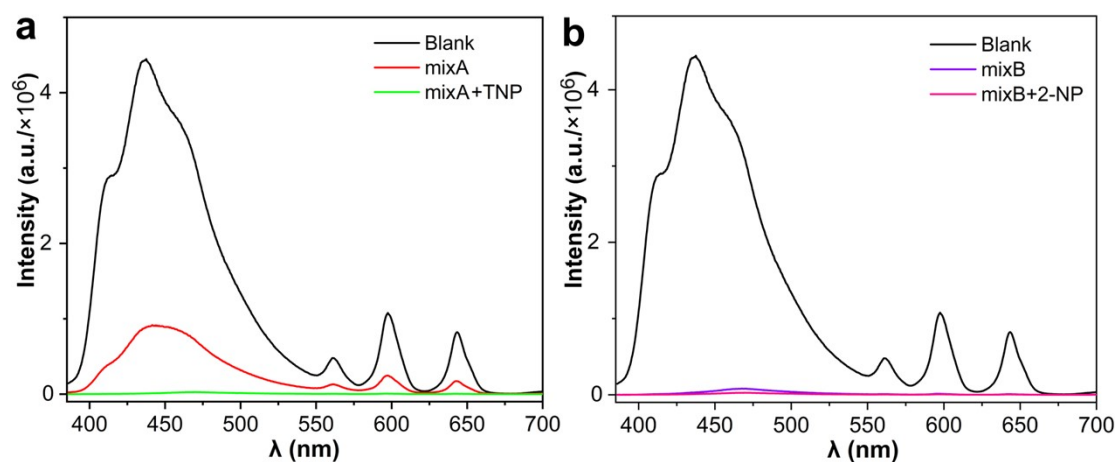 a
Blank
mixA
mixA+TNP
Intensity (a.u./×10⁶)
4
2
0
400 450 500 550 600 650 700
λ (nm)
b
Blank
mixB
mixB+2-NP
Intensity (a.u./×10⁶)
4
2
0
400 450 500 550 600 650 700
λ (nm)